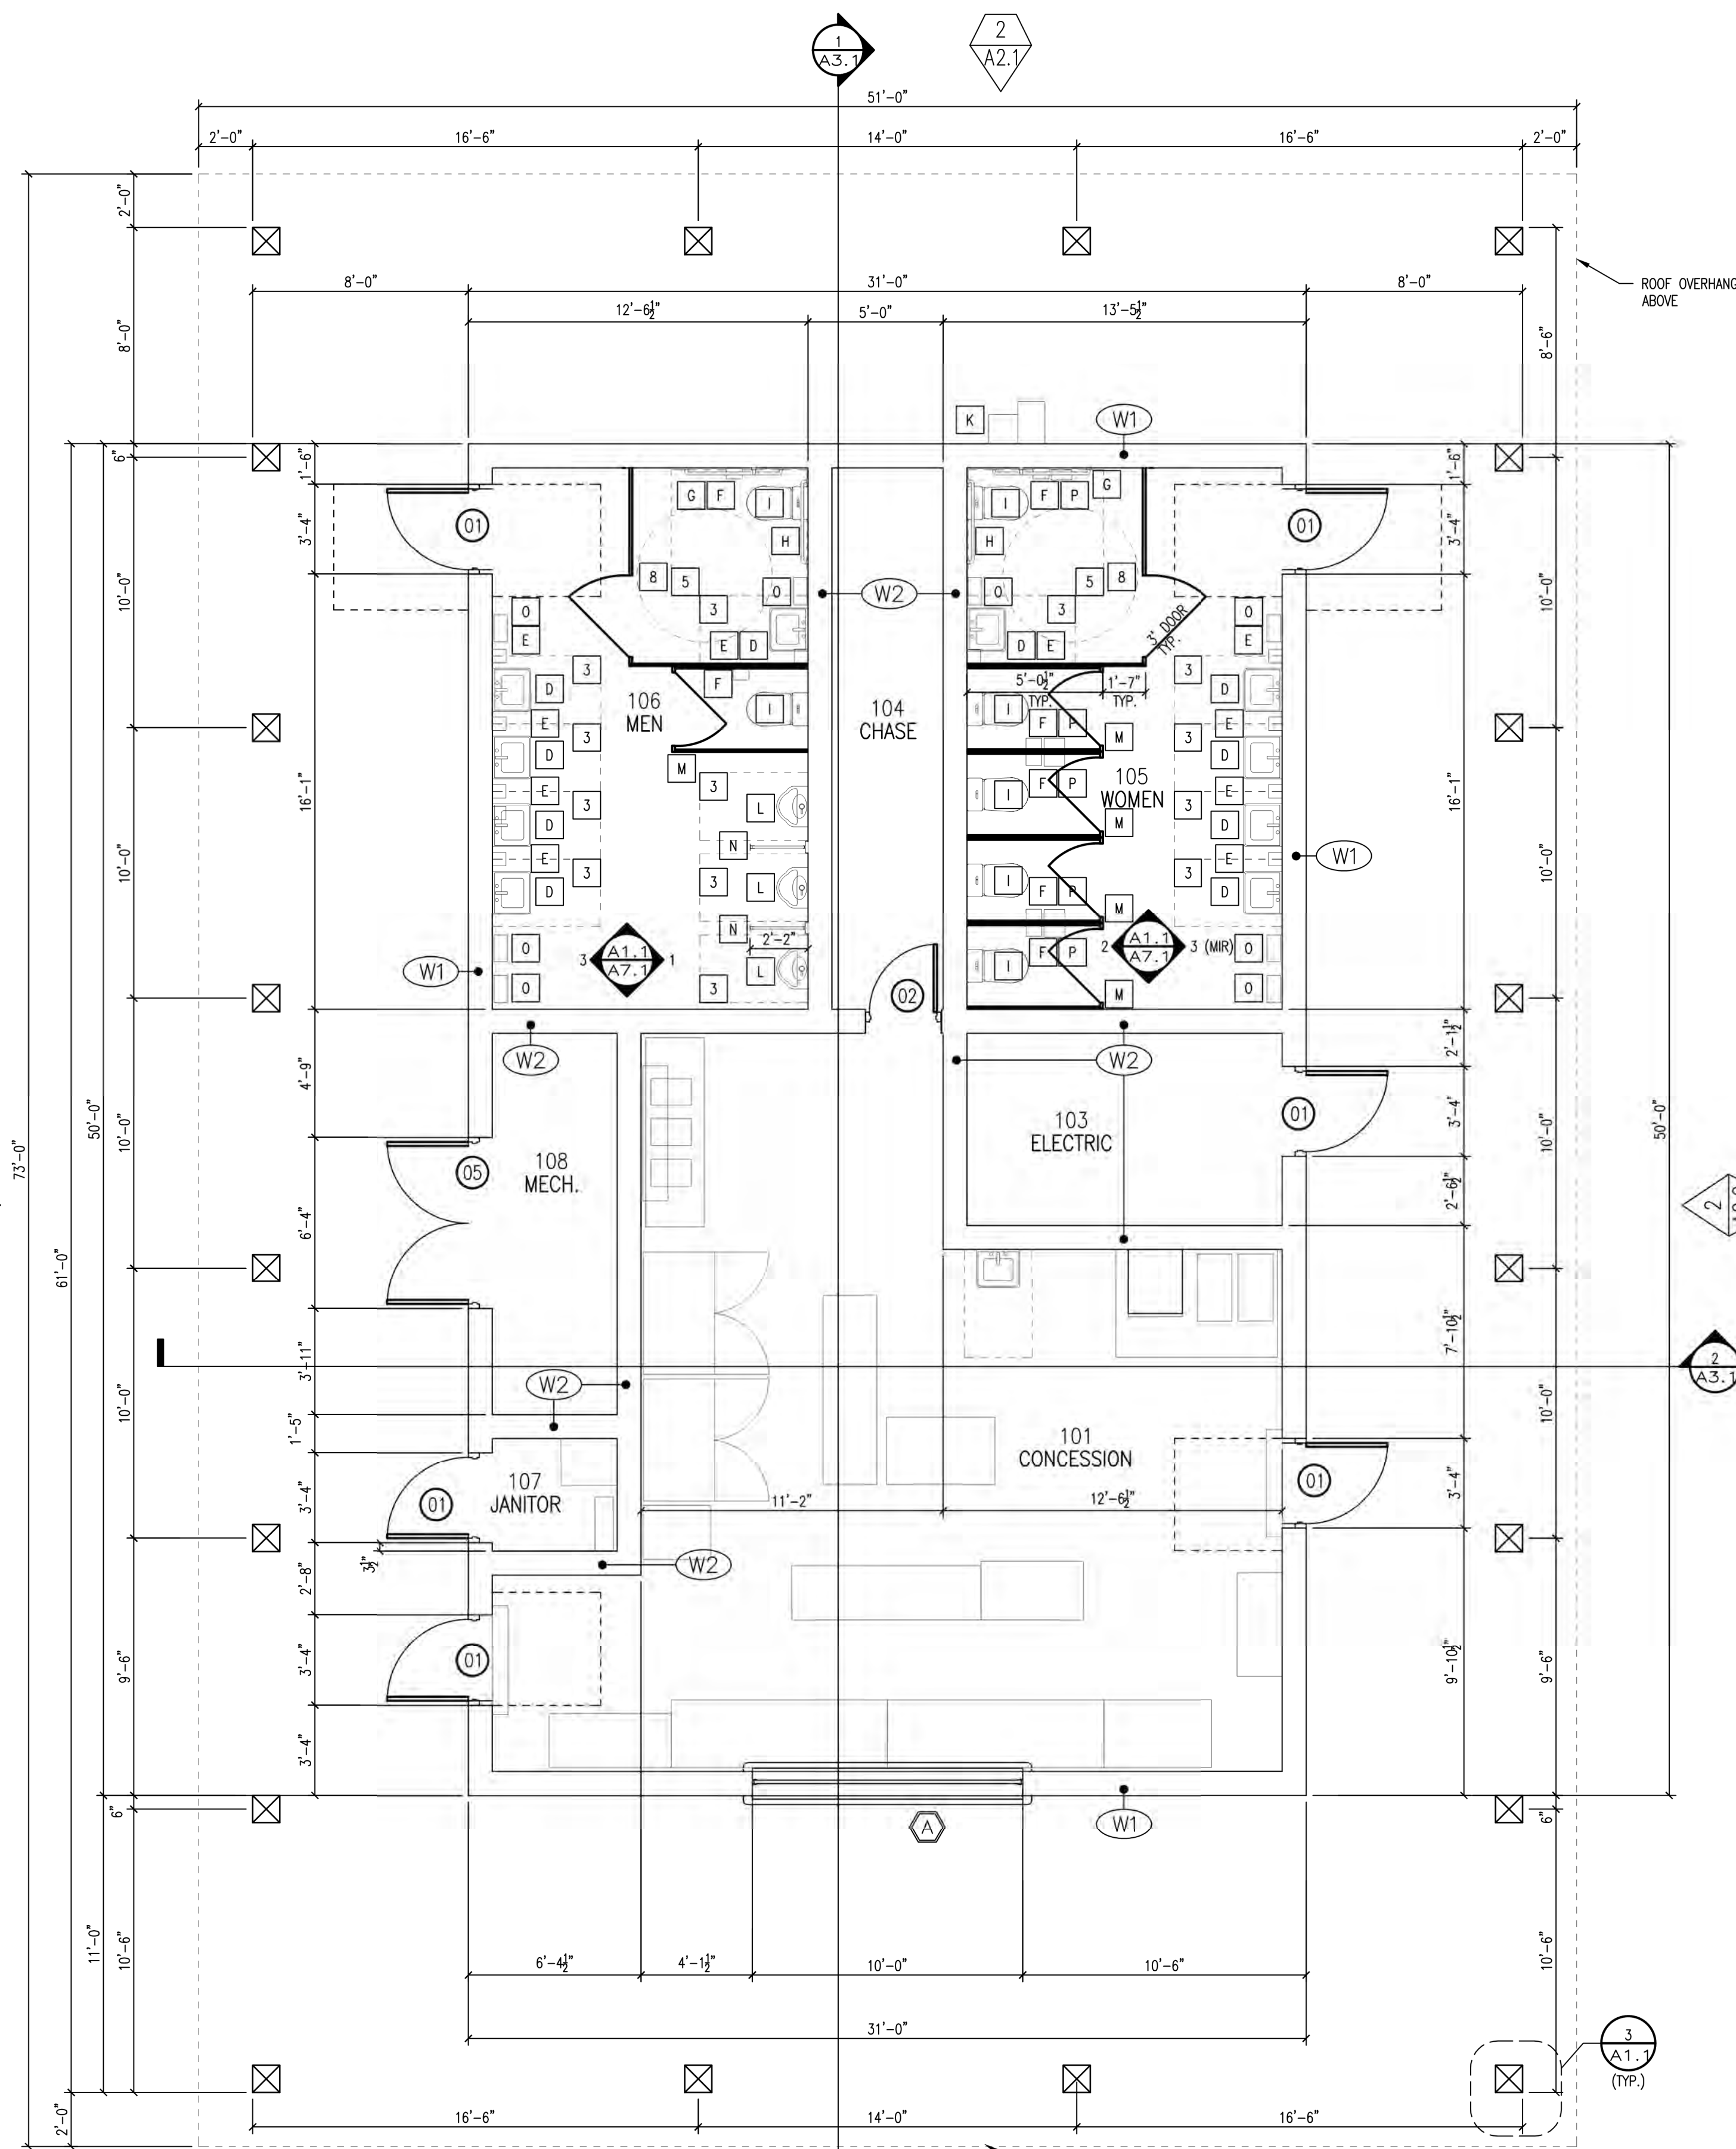 1
A3.1
2
A2.1
51'-0"
2'-0"
16'-6"
14'-0"
16'-6"
2'-0"
2'-0"
8'-0"
31'-0"
8'-0"
ROOF OVERHANG
ABOVE
12'-6½"
5'-0"
13'-5½"
8'-0"
8'-6"
K
W1
6"
1'-6"
1'-6"
G
F
I
I
F
P
G
01
01
3'-4"
3'-4"
H
H
10'-0"
8
5
3
O
W2
O
3
5
8
10'-0"
O
E
O
E
E
D
D
E
3' DOOR
TYP.
3
D
F
I
5'-0½"
TYP.
1'-7"
TYP.
3
D
106
MEN
104
CHASE
I
F
P
M
E
3
D
M
3
E
3
D
105
WOMEN
16'-1"
E
3
D
L
N
I
F
P
M
E
3
D
W1
16'-1"
10'-0"
10'-0"
E
3
D
3
L
N
I
F
P
M
E
3
D
2'-2"
O
O
3
A1.1
A7.1
1
L
3
I
F
P
M
2
A1.1
A7.1
3 (MIR)
O
O
W1
02
W2
W2
2'-1½"
4'-9"
103
ELECTRIC
01
3'-4'
108
MECH.
05
10'-0"
10'-0"
50'-0"
50'-0"
73'-0"
61'-0"
6'-4"
2'-6½"
2
7'-10½"
3'-11"
W2
2
A3.1
10'-0"
10'-0"
1'-5"
101
CONCESSION
107
JANITOR
01
01
3'-4"
3'-4"
11'-2"
12'-6½"
3½"
W2
2'-8"
01
3'-4"
9'-6"
9'-10½"
9'-6"
3'-4"
6"
A
W1
6"
11'-0"
10'-6"
10'-6"
6'-4½"
4'-1½"
10'-0"
10'-6"
31'-0"
3
A1.1
(TYP.)
2'-0"
16'-6"
14'-0"
16'-6"